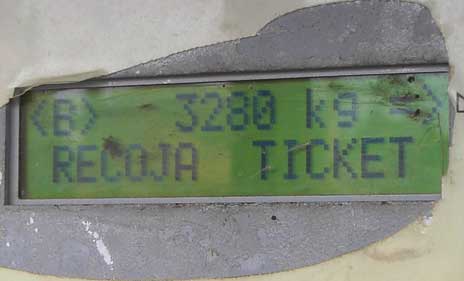 <B> 3280 kg =>
RECOJA TICKET